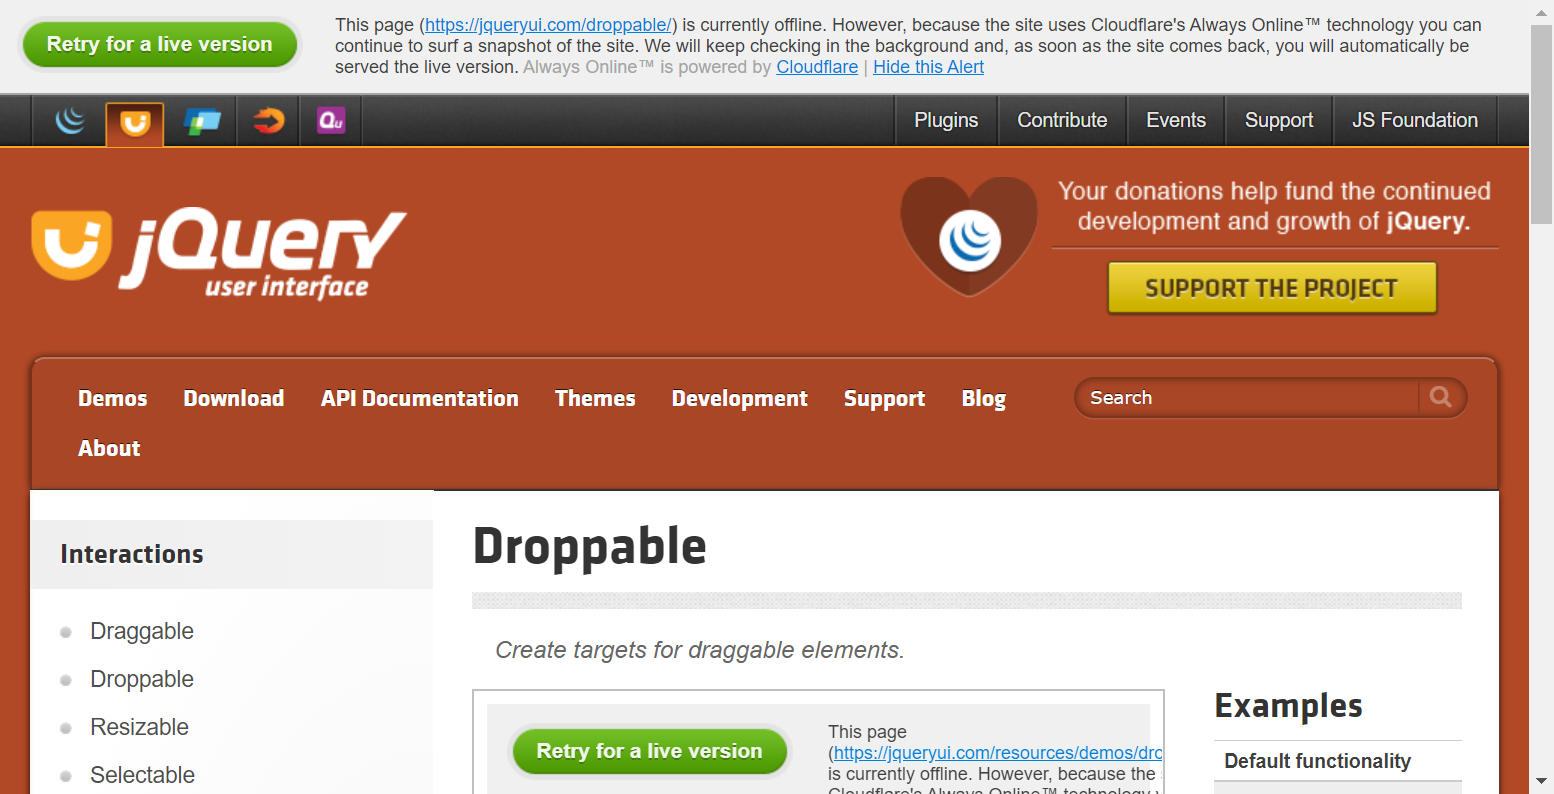 Retry for a live version
This page (https://jqueryui.com/droppable/) is currently offline. However, because the site uses Cloudflare's Always Online™ technology you can
continue to surf a snapshot of the site. We will keep checking in the background and, as soon as the site comes back, you will automatically be
served the live version. Always Online™ is powered by Cloudflare | Hide this Alert
Qu
Plugins
Contribute
Events
Support
JS Foundation
jQuery
user interface
Your donations help fund the continued
development and growth of jQuery.
SUPPORT THE PROJECT
Demos
Download
API Documentation
Themes
Development
Support
Blog
About
Search
Interactions
Draggable
Droppable
Resizable
Selectable
Droppable
Create targets for draggable elements.
Retry for a live version
This page
(https://jqueryui.com/resources/demos/dro
is currently offline. However, because the
Cloudflare's Always Online™ technology
Examples
Default functionality